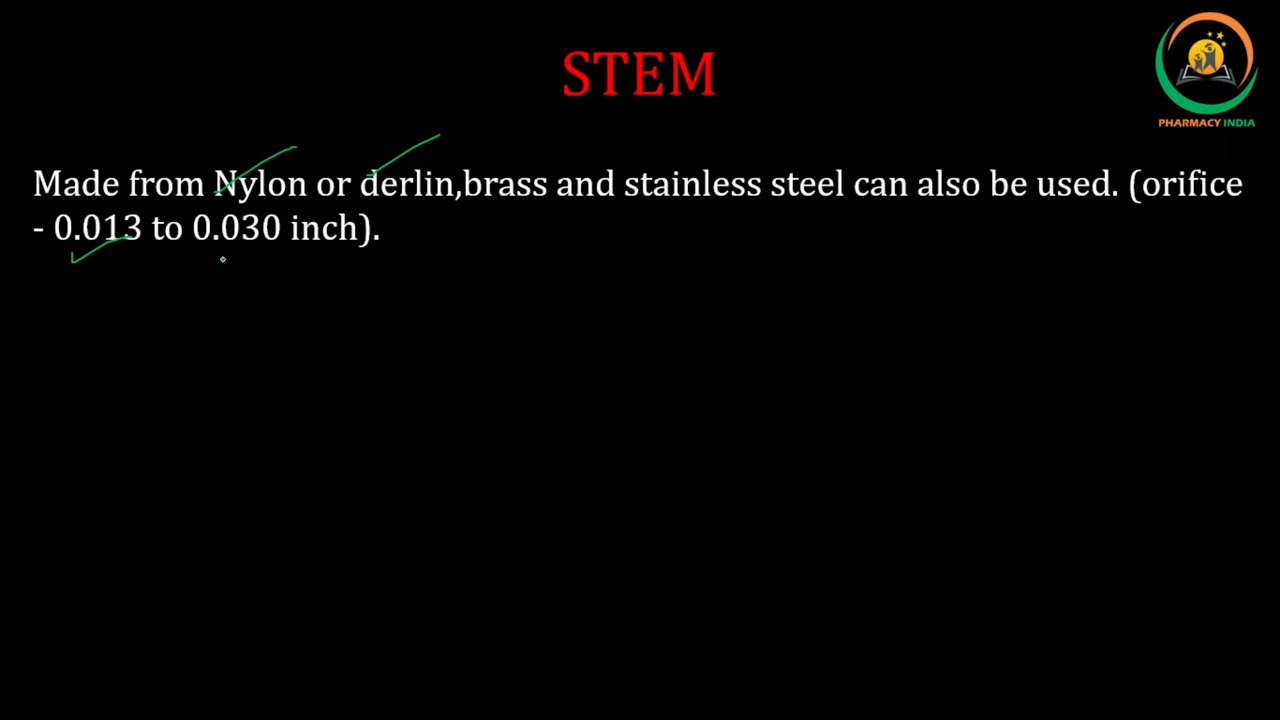 STEM
PHARMACY INDIA
Made from Nylon or derlin,brass and stainless steel can also be used. (orifice
- 0.013 to 0.030 inch).